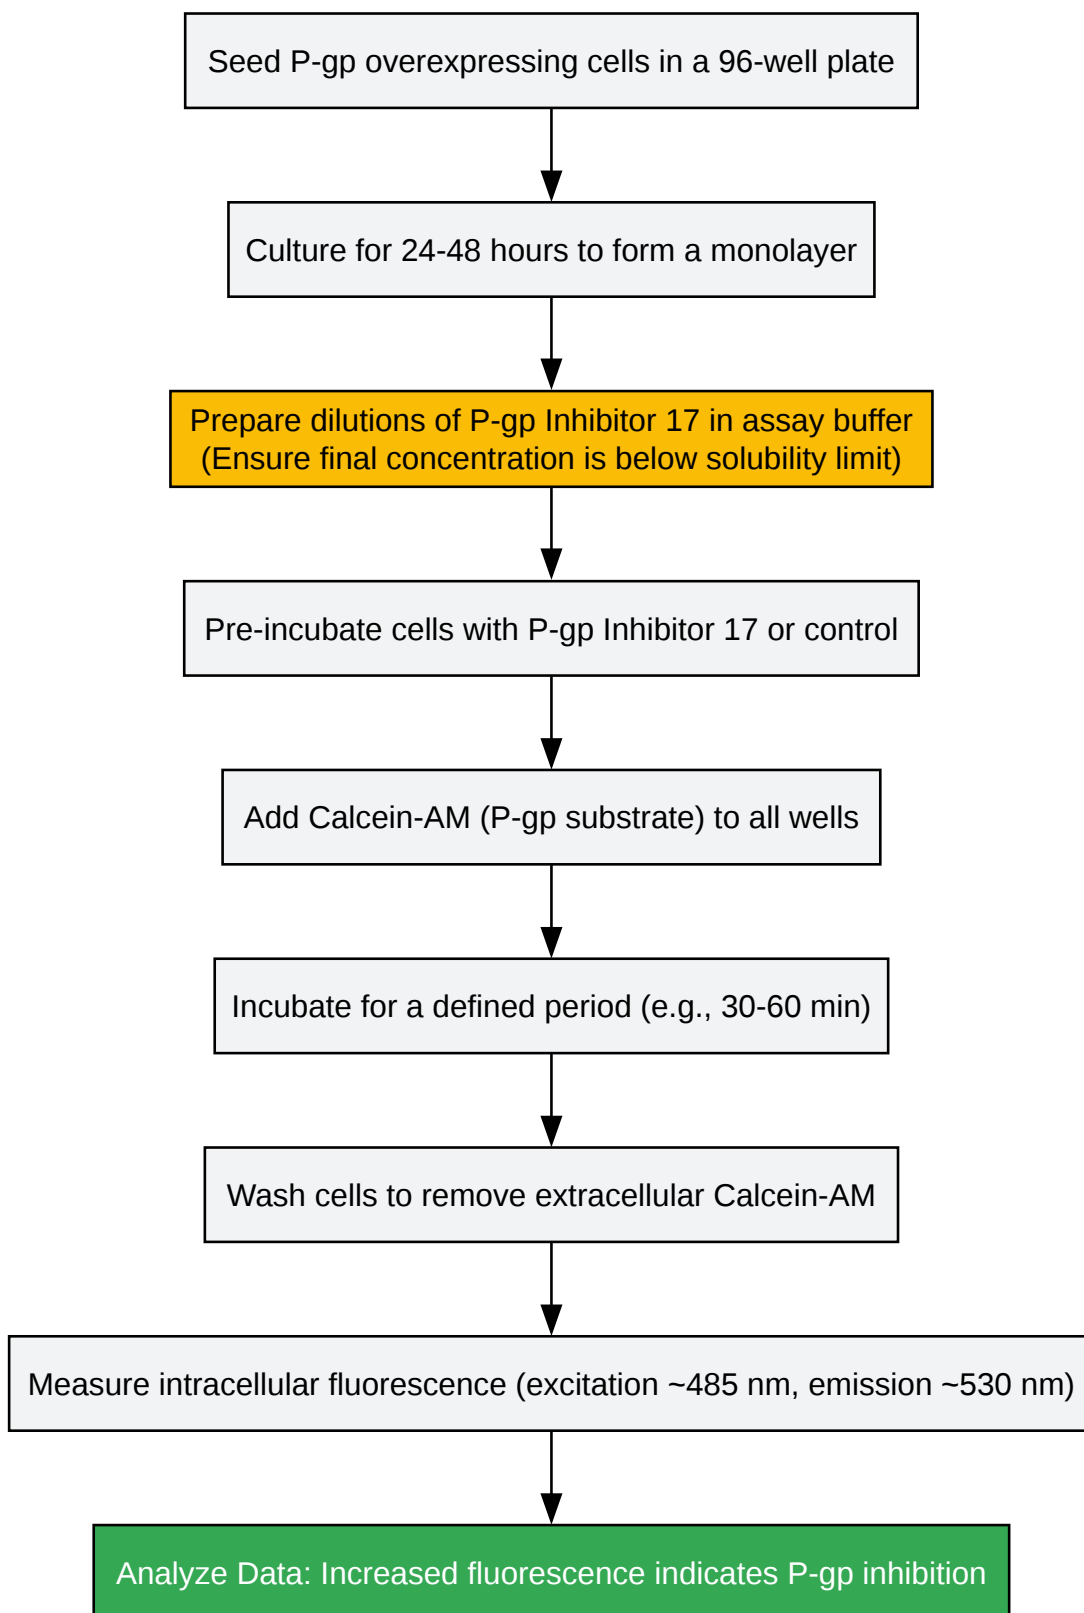 Seed P-gp overexpressing cells in a 96-well plate
Culture for 24-48 hours to form a monolayer
Prepare dilutions of P-gp Inhibitor 17 in assay buffer
(Ensure final concentration is below solubility limit)
Pre-incubate cells with P-gp Inhibitor 17 or control
Add Calcein-AM (P-gp substrate) to all wells
Incubate for a defined period (e.g., 30-60 min)
Wash cells to remove extracellular Calcein-AM
Measure intracellular fluorescence (excitation ~485 nm, emission ~530 nm)
Analyze Data: Increased fluorescence indicates P-gp inhibition